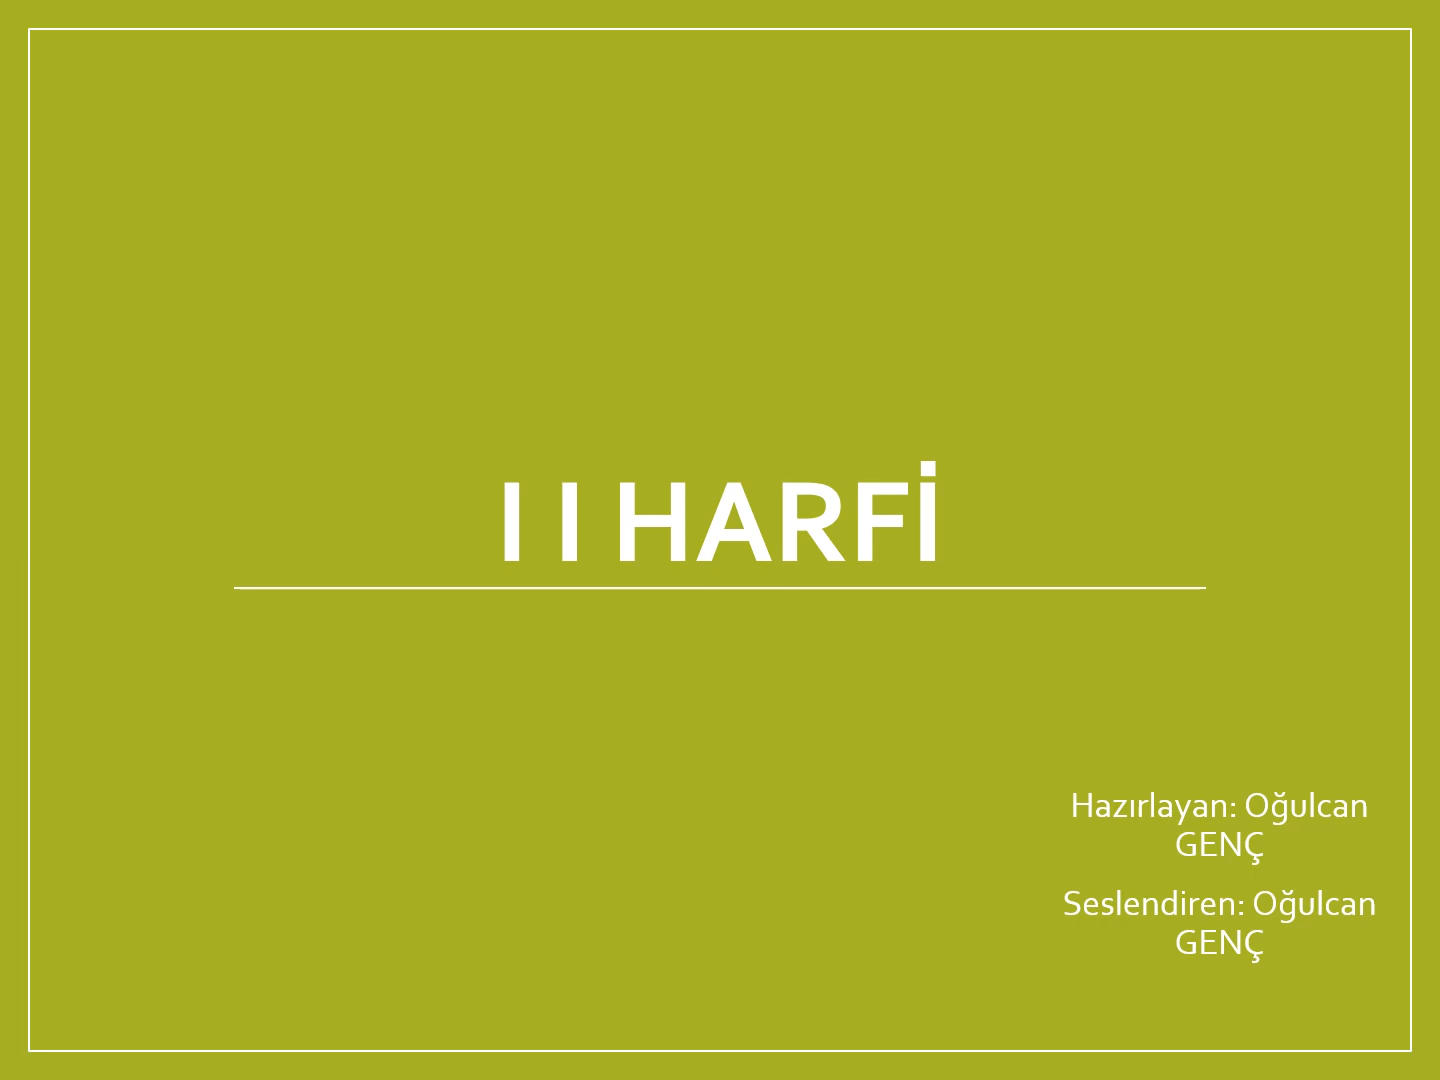 I I HARFİ
Hazırlayan: Oğulcan
GENÇ
Seslendiren: Oğulcan
GENÇ